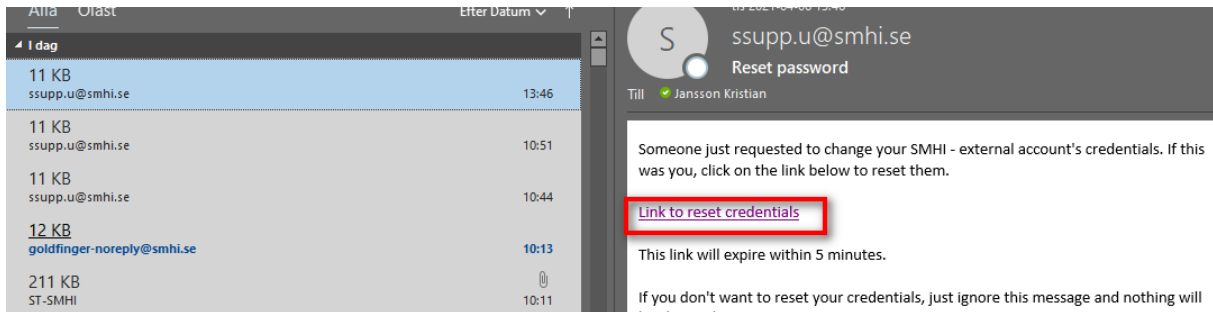 Alla Oläst Efter Datum
I dag
11 KB
ssupp.u@smhi.se 13:46
11 KB
ssupp.u@smhi.se 10:51
11 KB
ssupp.u@smhi.se 10:44
12 KB
goldfinger-noreply@smhi.se 10:13
211 KB
ST-SMHI 10:11
S
ssupp.u@smhi.se
Reset password
Till Jansson Kristian
Someone just requested to change your SMHI - external account's credentials. If this
was you, click on the link below to reset them.
Link to reset credentials
This link will expire within 5 minutes.
If you don't want to reset your credentials, just ignore this message and nothing will